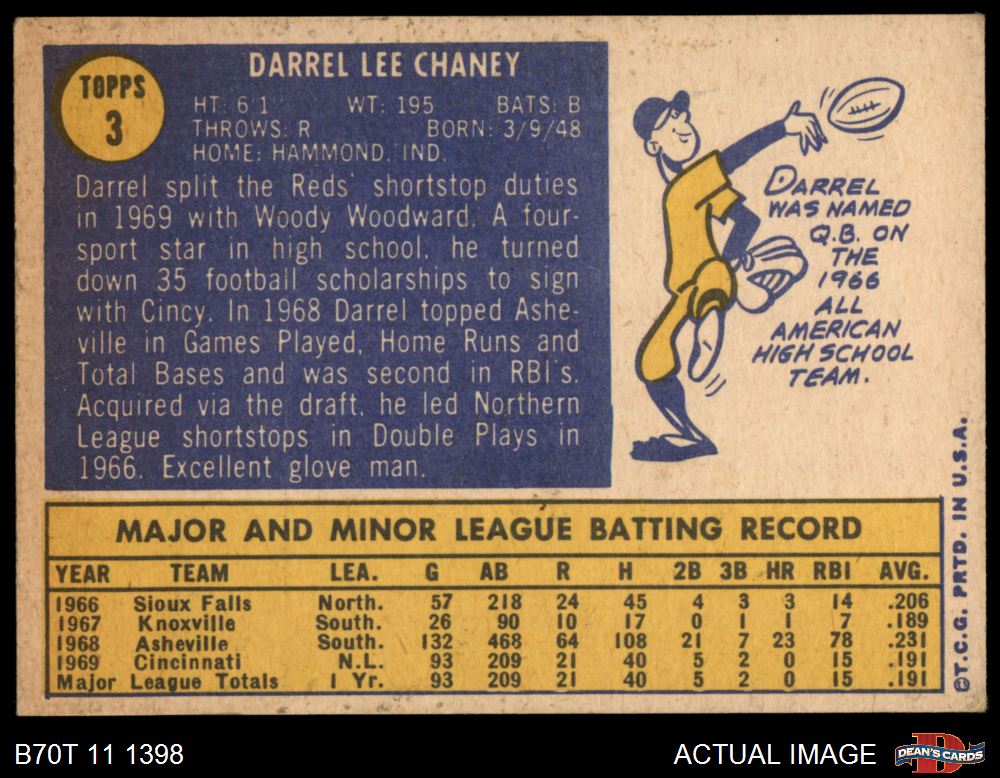 TOPPS
3
DARREL LEE CHANEY
HT: 6'1" WT: 195 BATS: B
THROWS: R BORN: 3/9/48
HOME: HAMMOND, IND.
Darrel split the Reds' shortstop duties
in 1969 with Woody Woodward. A four-
sport star in high school, he turned
down 35 football scholarships to sign
with Cincy. In 1968 Darrel topped Ashe-
ville in Games Played, Home Runs and
Total Bases and was second in RBI's.
Acquired via the draft, he led Northern
League shortstops in Double Plays in
1966. Excellent glove man.
DARREL
WAS NAMED
Q.B. ON
THE
1966
ALL
AMERICAN
HIGH SCHOOL
TEAM.
MAJOR AND MINOR LEAGUE BATTING RECORD
YEAR TEAM LEA. G AB R H 2B 3B HR RBI AVG.
1966 Sioux Falls North. 57 218 24 45 4 3 3 14 .206
1967 Knoxville South. 26 90 10 17 0 1 1 7 .189
1968 Asheville South. 132 468 64 108 21 7 23 78 .231
1969 Cincinnati N.L. 93 209 21 40 5 2 0 15 .191
Major League Totals 1 Yr. 93 209 21 40 5 2 0 15 .191
©T.C.G. PRTD. IN U.S.A.
B70T 11 1398
ACTUAL IMAGE
DEAN'S CARDS